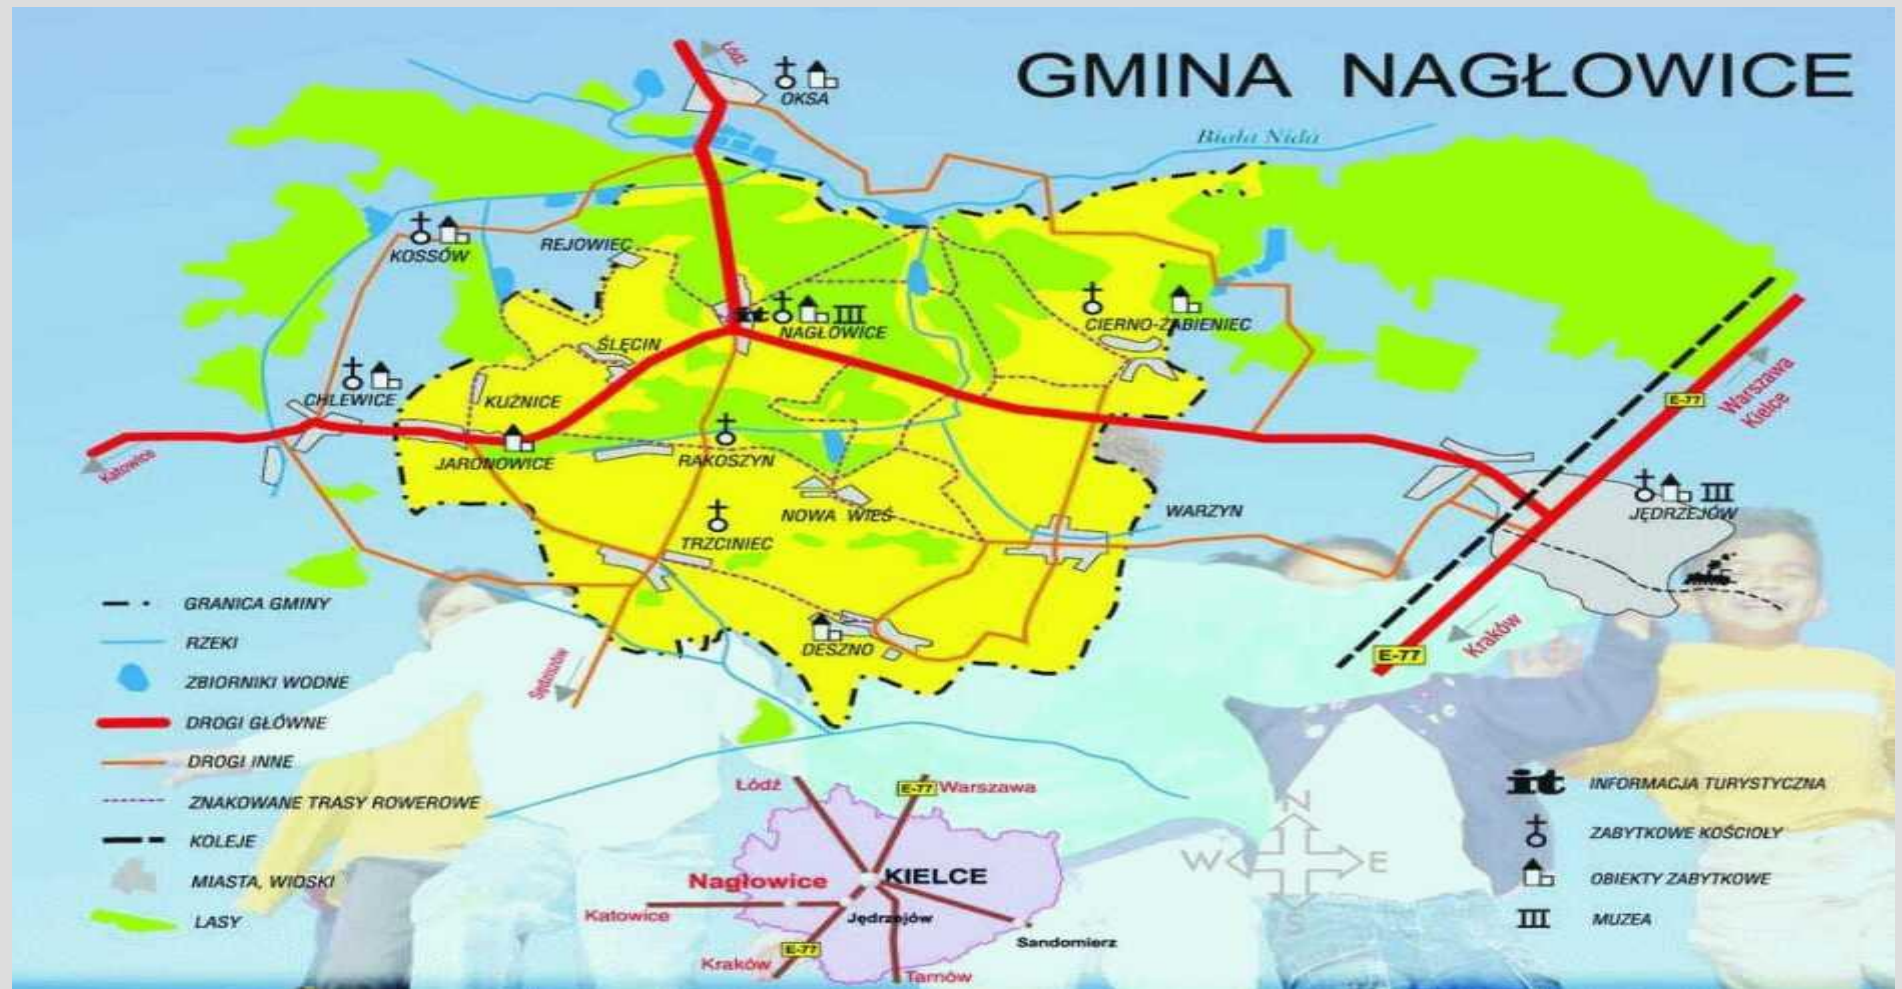 GMINA NAGŁOWICE
Łódź
OKSA
Biała Nida
KOSSÓW
REJOWIEC
it
NAGŁOWICE
CIERNO-ŻABIENIEC
ŚLĘCIN
CHLEWICE
KUŹNICE
E-77
Warszawa
Kielce
Katowice
JARONOWICE
RAKOSZYN
NOWA WIEŚ
WARZYN
JĘDRZEJÓW
TRZCINIEC
DESZNO
Sędziszów
E-77
Kraków
GRANICA GMINY
RZEKI
ZBIORNIKI WODNE
DROGI GŁÓWNE
DROGI INNE
ZNAKOWANE TRASY ROWEROWE
KOLEJE
MIASTA, WIOSKI
LASY
Łódź
E-77 Warszawa
KIELCE
Nagłowice
Katowice
Jędrzejów
Sandomierz
E-77
Kraków
Tarnów
N
W E
S
it INFORMACJA TURYSTYCZNA
ZABYTKOWE KOŚCIOŁY
OBIEKTY ZABYTKOWE
MUZEA